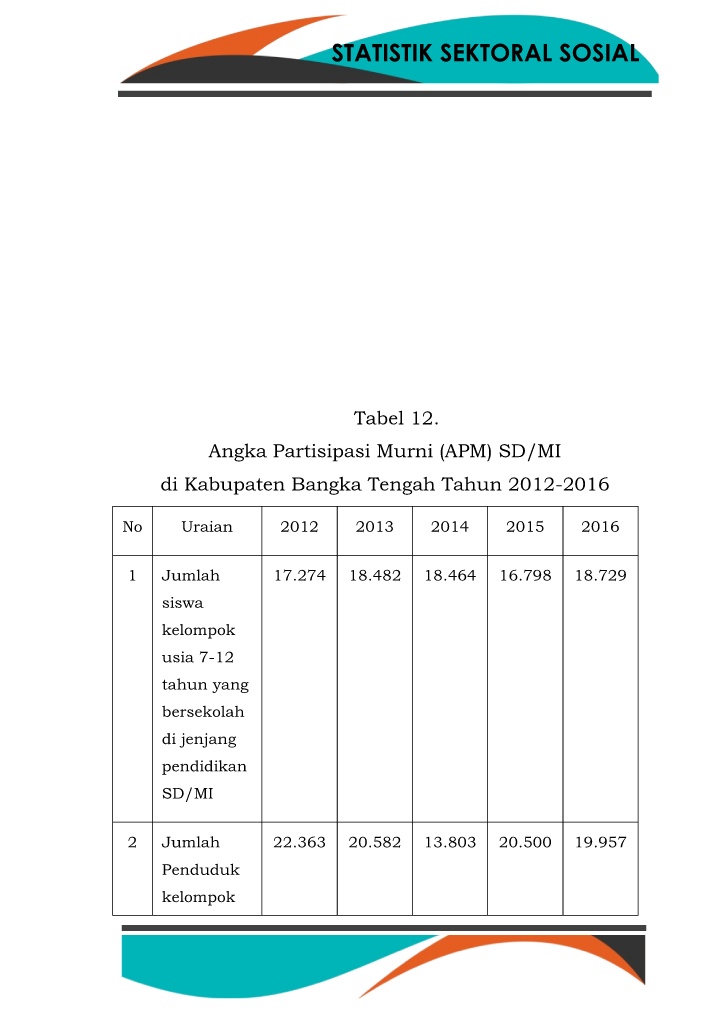 STATISTIK SEKTORAL SOSIAL
Tabel 12.
Angka Partisipasi Murni (APM) SD/MI
di Kabupaten Bangka Tengah Tahun 2012-2016
No Uraian 2012 2013 2014 2015 2016
1 Jumlah 17.274 18.482 18.464 16.798 18.729
siswa
kelompok
usia 7-12
tahun yang
bersekolah
di jenjang
pendidikan
SD/MI
2 Jumlah 22.363 20.582 13.803 20.500 19.957
Penduduk
kelompok